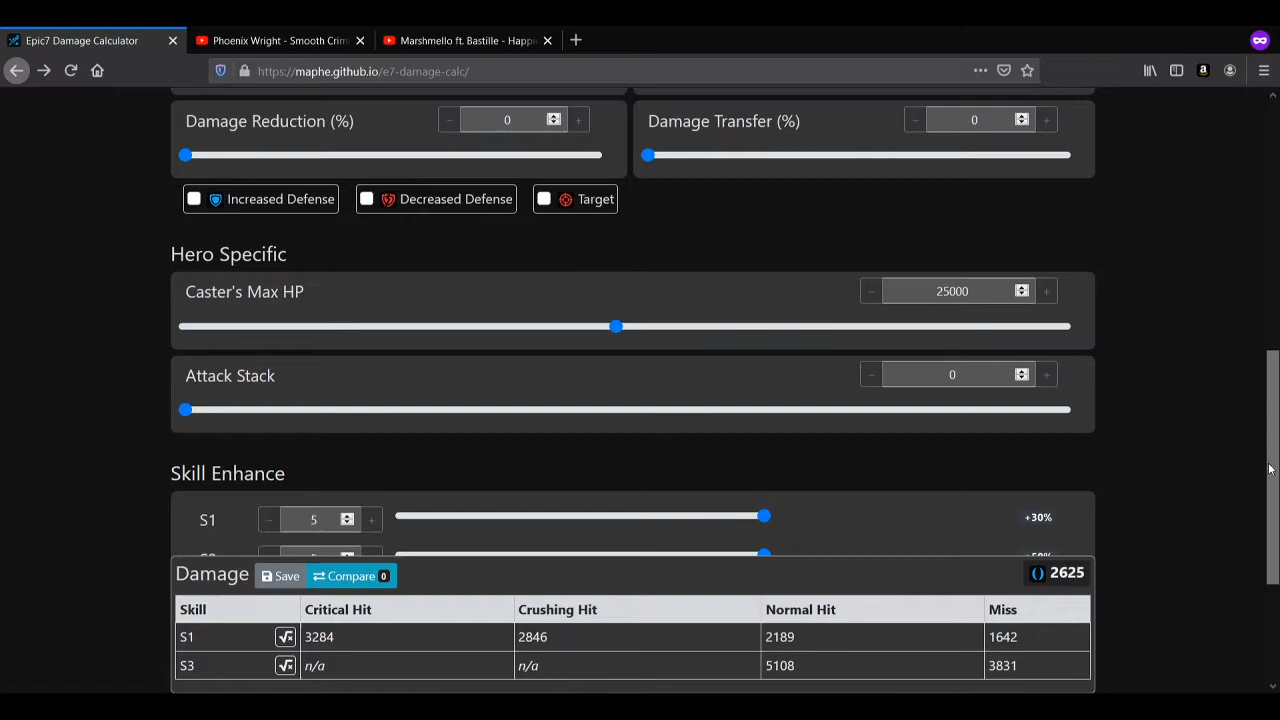 Epic7 Damage Calculator
Phoenix Wright - Smooth Crim
Marshmello ft. Bastille - Happi
https://maphe.github.io/e7-damage-calc/
Damage Reduction (%) − 0 +
Damage Transfer (%) − 0 +
Increased Defense
Decreased Defense
Target
Hero Specific
Caster's Max HP − 25000 +
Attack Stack − 0 +
Skill Enhance
S1 − 5 + +30%
Damage Save Compare 0 2625
Skill Critical Hit Crushing Hit Normal Hit Miss
S1 3284 2846 2189 1642
S3 n/a n/a 5108 3831